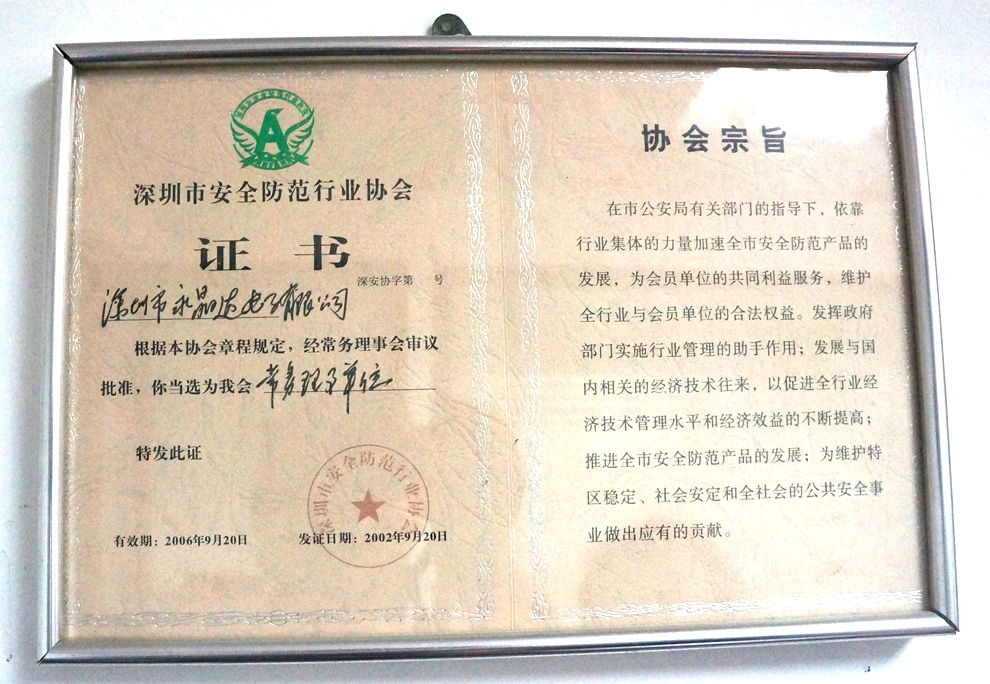 深圳市安全防范行业协会
证 书
深安协字第 号
深圳市永晶达电子有限公司
根据本协会章程规定，经常务理事会审议
批准，你当选为我会常务理事单位
特发此证
深圳市安全防范行业协会
有效期：2006年9月20日
发证日期：2002年9月20日
协会宗旨
在市公安局有关部门的指导下，依靠
行业集体的力量加速全市安全防范产品的
发展，为会员单位的共同利益服务，维护
全行业与会员单位的合法权益。发挥政府
部门实施行业管理的助手作用；发展与国
内相关的经济技术往来，以促进全行业经
济技术管理水平和经济效益的不断提高；
推进全市安全防范产品的发展；为维护特
区稳定、社会安定和全社会的公共安全事
业做出应有的贡献。